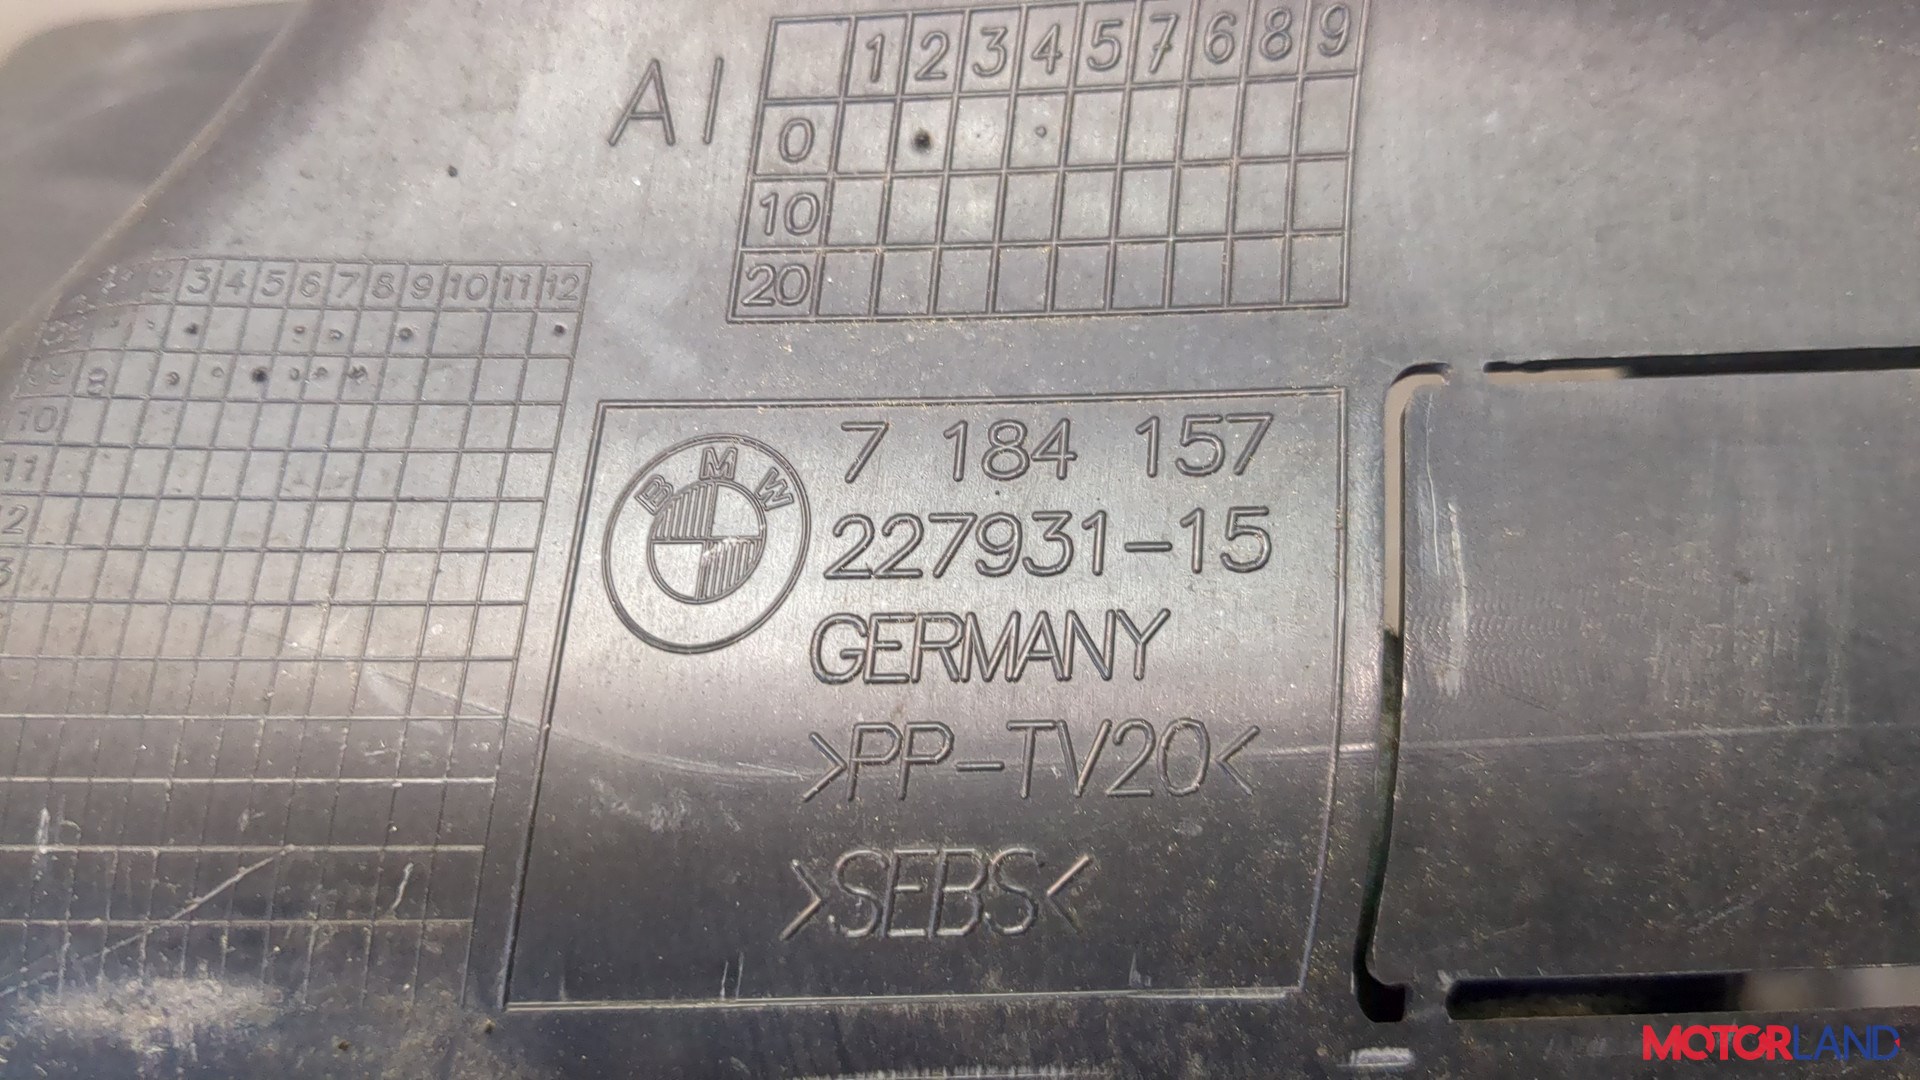 AI
1 2 3 4 5 7 6 8 9
0
10
20
3 4 5 6 7 8 9 10 11 12
10
11
BMW
7 184 157
227931-15
GERMANY
>PP-TV20<
>SEBS<
MOTORLAND